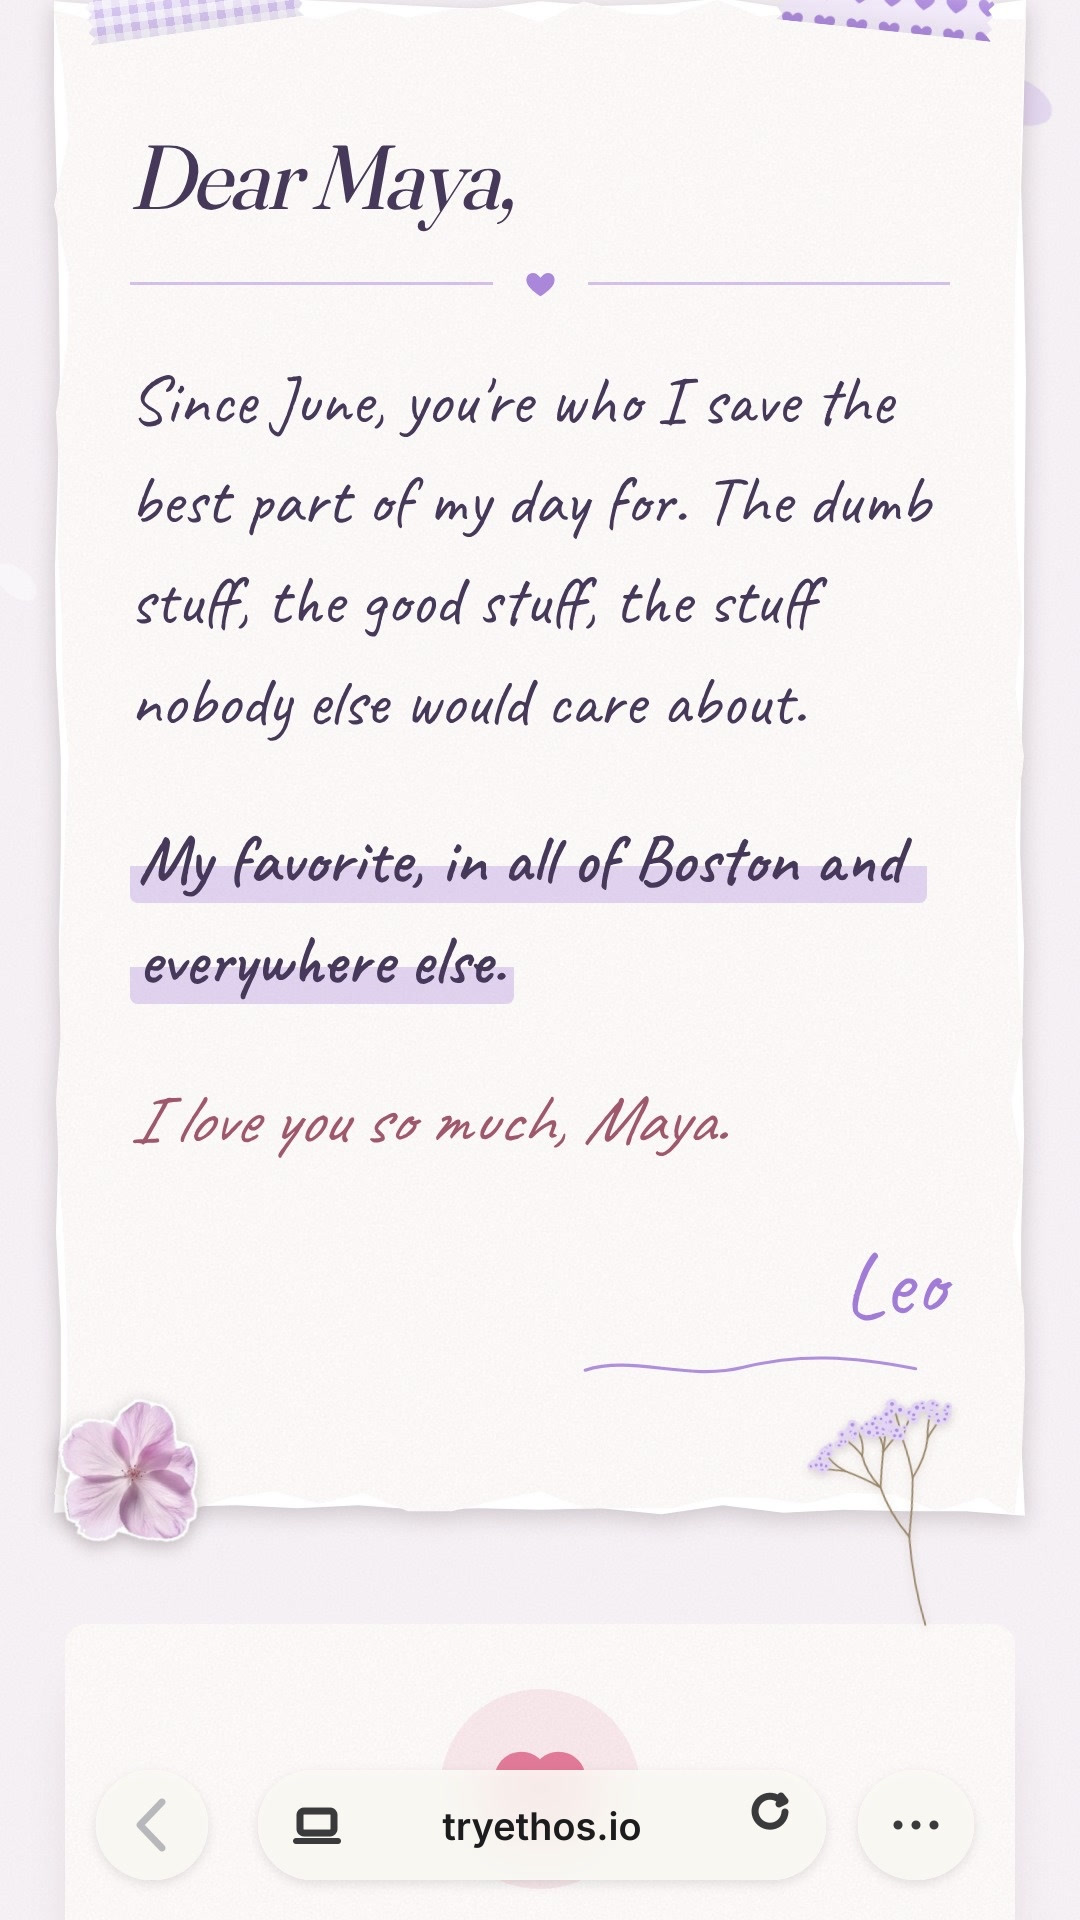 Dear Maya,
Since June, you're who I save the
best part of my day for. The dumb
stuff, the good stuff, the stuff
nobody else would care about.
My favorite, in all of Boston and
everywhere else.
I love you so much, Maya.
Leo
tryethos.io